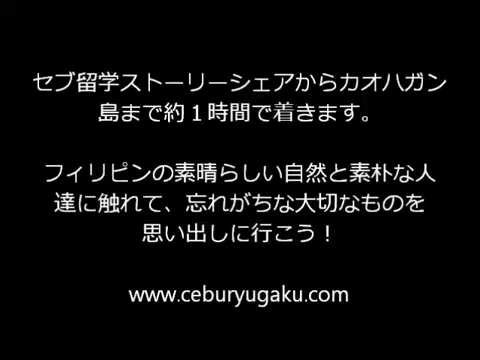 セブ留学ストーリーシェアからカオハガン
島まで約１時間で着きます。
フィリピンの素晴らしい自然と素朴な人
達に触れて、忘れがちな大切なものを
思い出しに行こう！
www.ceburyugaku.com